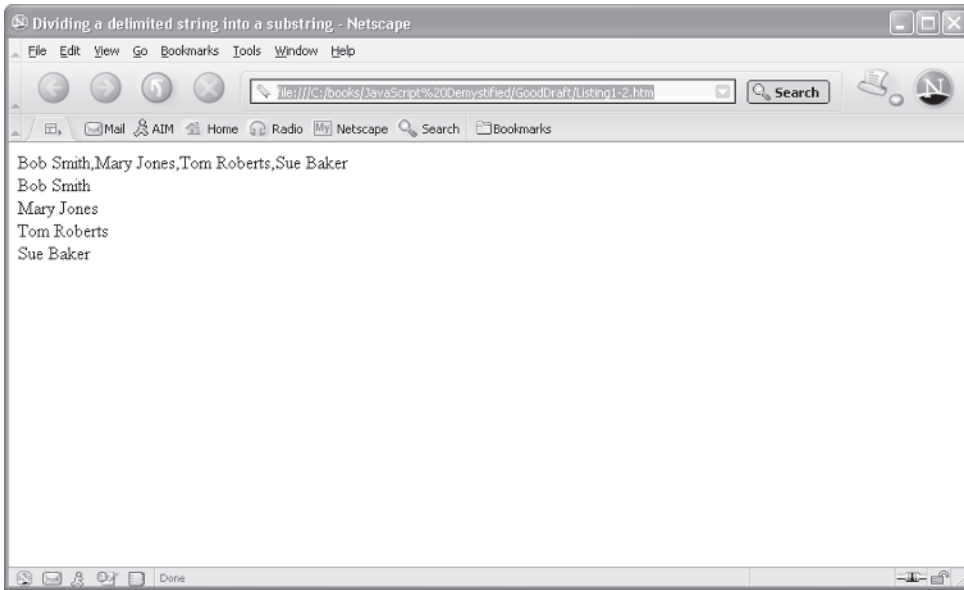 Dividing a delimited string into a substring - Netscape
File Edit View Go Bookmarks Tools Window Help
file:///C:/books/JavaScript%20Demystified/GoodDraft/Listing1-2.htm Search N
Mail AIM Home Radio My Netscape Search Bookmarks
Bob Smith,Mary Jones,Tom Roberts,Sue Baker
Bob Smith
Mary Jones
Tom Roberts
Sue Baker
Done